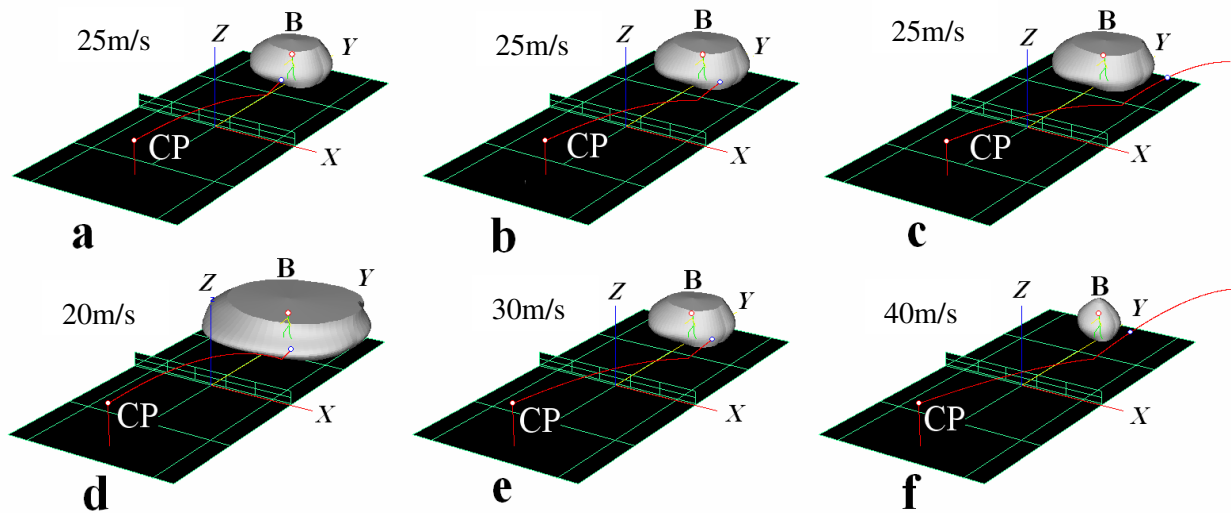 25m/s Z B Y
CP X
a
25m/s Z B Y
CP X
b
25m/s Z B Y
CP X
c
20m/s Z B Y
CP X
d
30m/s Z B Y
CP X
e
40m/s Z B Y
CP X
f